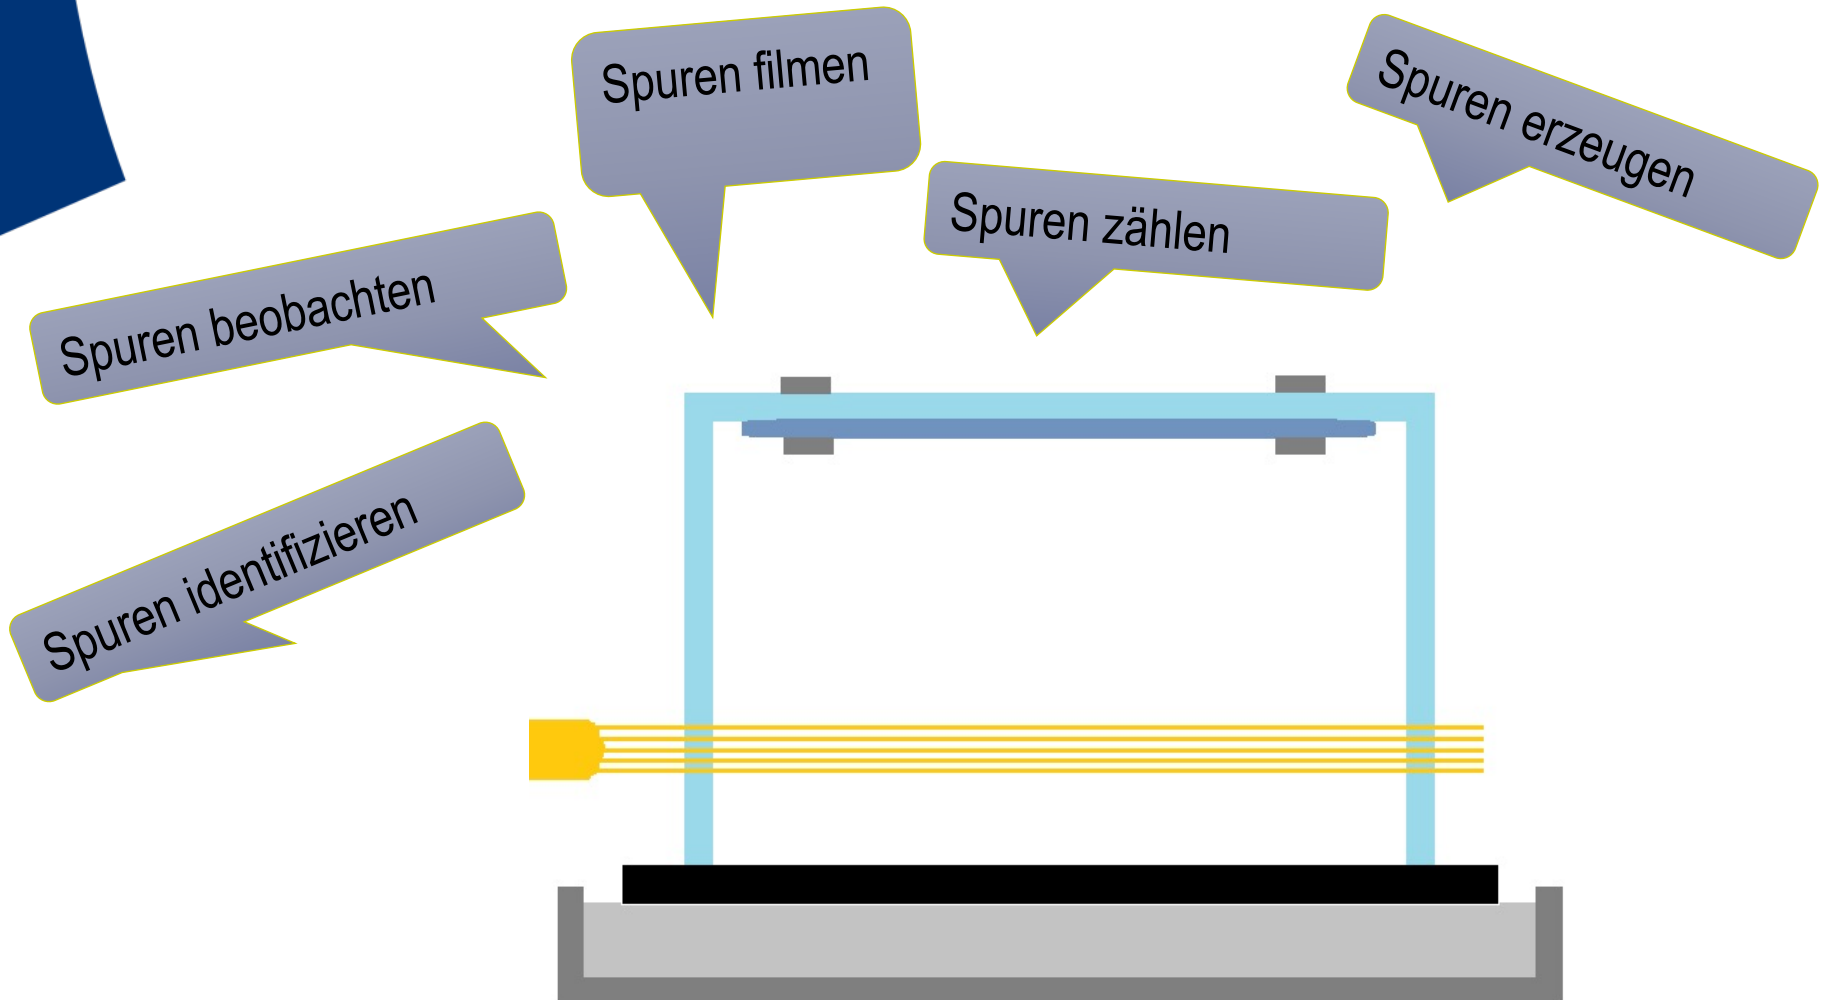 Spuren filmen
Spuren erzeugen
Spuren zählen
Spuren beobachten
Spuren identifizieren